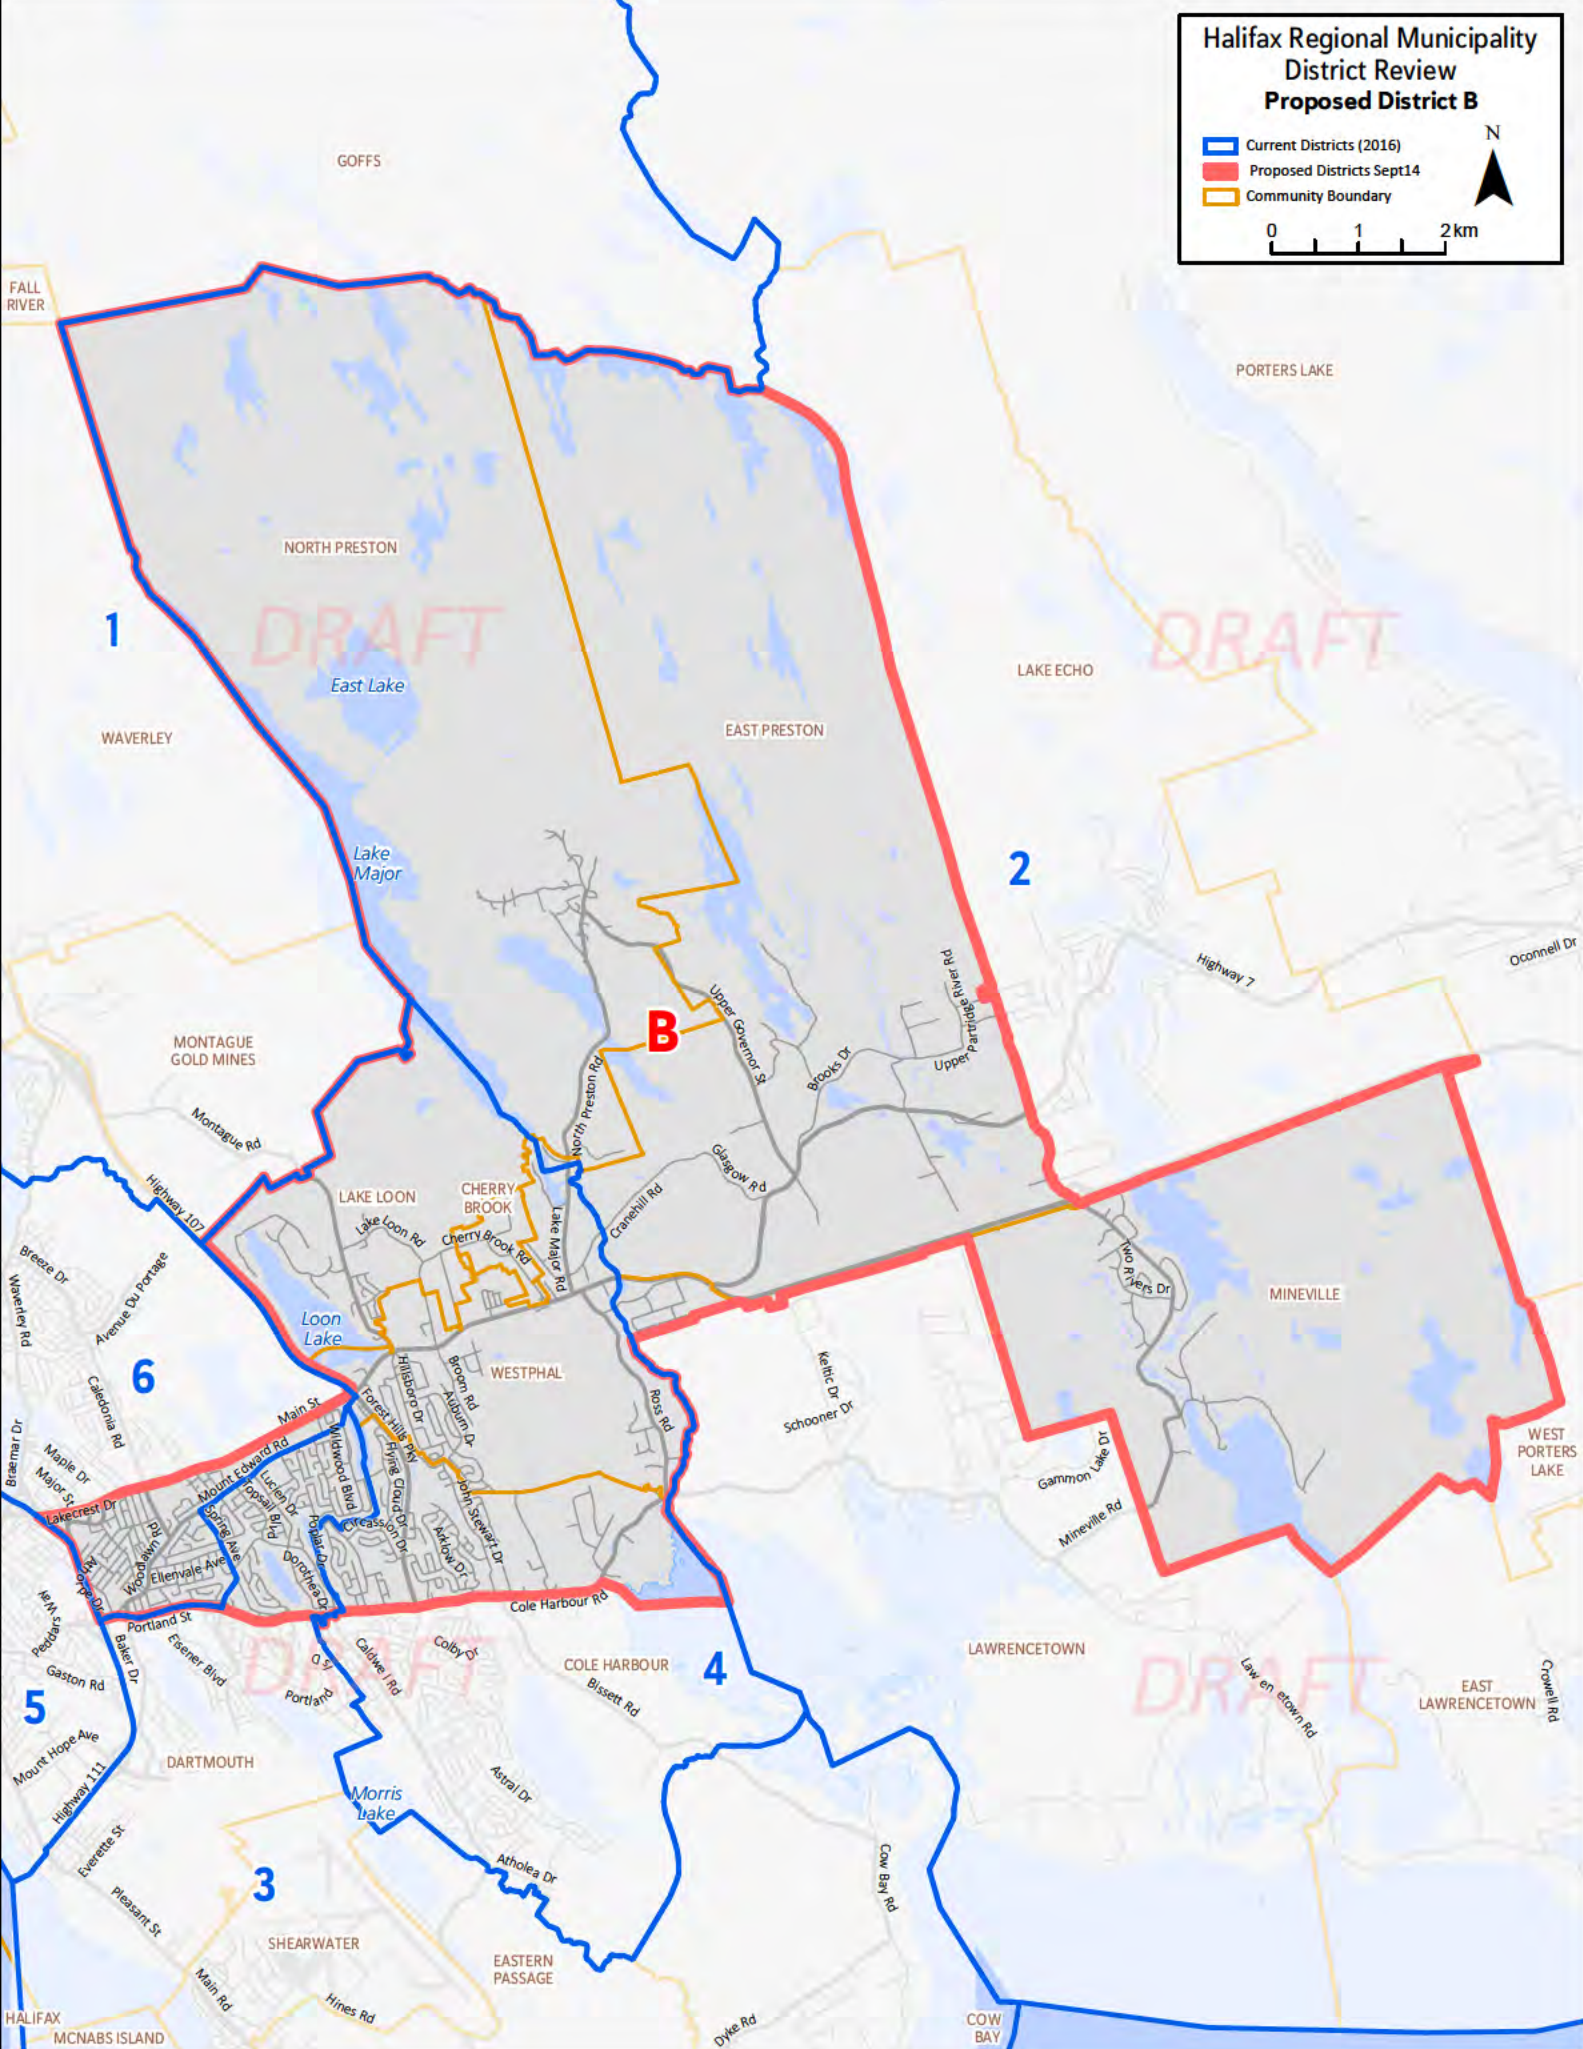 Halifax Regional Municipality
District Review
Proposed District B
N
Current Districts (2016)
Proposed Districts Sept14
Community Boundary
0 1 2 km
GOFFS
FALL
RIVER
PORTERS LAKE
NORTH PRESTON
DRAFT
DRAFT
1
East Lake
LAKE ECHO
WAVERLEY
EAST PRESTON
Lake
Major
2
Highway 7
Oconnell Dr
Upper Partridge River Rd
Upper Governor St
B
MONTAGUE
GOLD MINES
Brooks Dr
North Preston Rd
Montague Rd
Glasgow Rd
Highway 107
LAKE LOON
CHERRY
BROOK
Cranehill Rd
Lake Loon Rd
Cherry Brook Rd
Lake Major Rd
Two Rivers Dr
MINEVILLE
Breeze Dr
Waverley Rd
Avenue Du Portage
Loon
Lake
6
WESTPHAL
Hillsboro Dr
Broom Rd
Auburn Dr
Keltic Dr
Ross Rd
Schooner Dr
Caledonia Rd
Main St
Forest Hills Pky
Braemar Dr
Maple Dr
Major St
Mount Edward Rd
Wildwood Blvd
Flying Cloud Dr
Gammon Lake Dr
WEST
PORTERS
LAKE
Lucien Dr
Topsail Blvd
John Stewart Dr
Lakecrest Dr
Spring Ave
Poplar Dr
Circassion Dr
Arklow Dr
Mineville Rd
Woodlawn Rd
Ellenvale Ave
Dorothea Dr
Cole Harbour Rd
Peddars Way
Portland St
Baker Dr
Eisener Blvd
DRAFT
Caldwe l Rd
Colby Dr
COLE HARBOUR
4
LAWRENCETOWN
DRAFT
Gaston Rd
Portland
Bissett Rd
Law en etown Rd
EAST
LAWRENCETOWN
Crowell Rd
5
Mount Hope Ave
DARTMOUTH
Highway 111
Morris
Lake
Astral Dr
Everette St
Atholea Dr
Cow Bay Rd
3
Pleasant St
SHEARWATER
EASTERN
PASSAGE
Main Rd
Hines Rd
HALIFAX
MCNABS ISLAND
Dyke Rd
COW
BAY